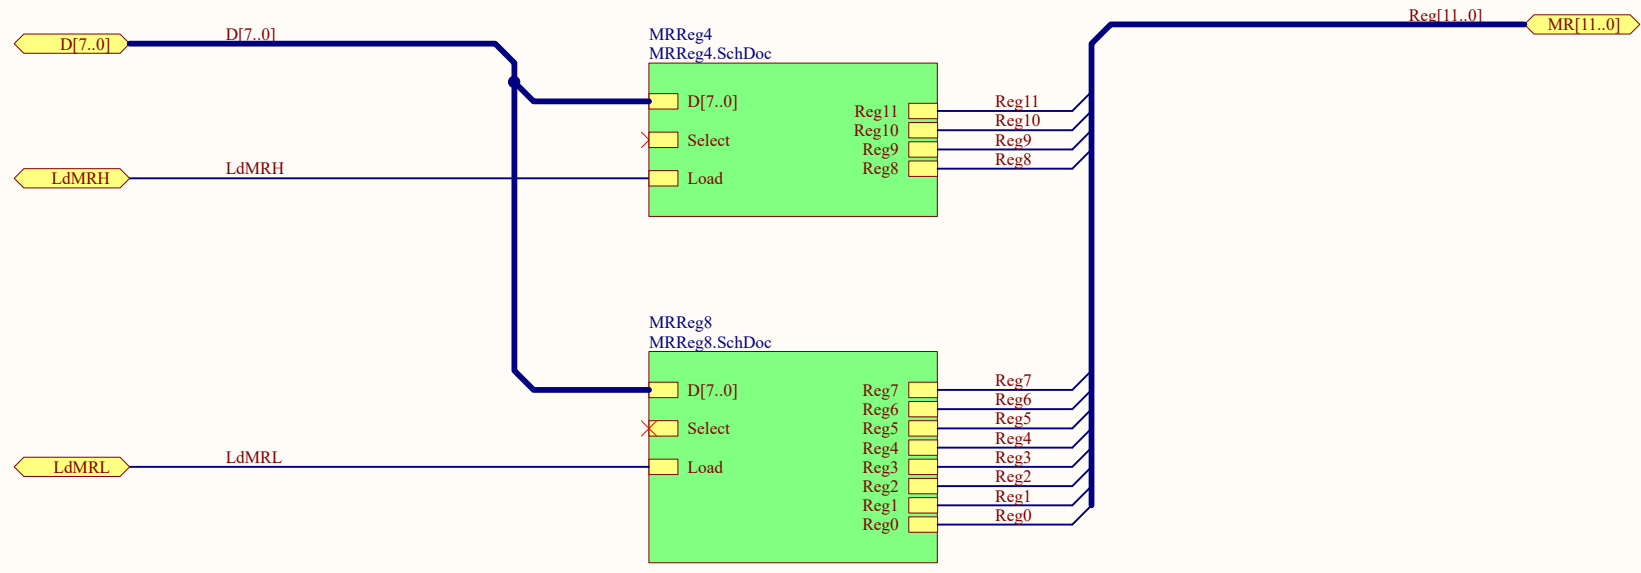 D[7..0]
D[7..0]
LdMRH
LdMRH
LdMRL
LdMRL
MRReg4
MRReg4.SchDoc
D[7..0]
Select
Load
Reg11
Reg10
Reg9
Reg8
Reg11
Reg10
Reg9
Reg8
MRReg8
MRReg8.SchDoc
D[7..0]
Select
Load
Reg7
Reg6
Reg5
Reg4
Reg3
Reg2
Reg1
Reg0
Reg7
Reg6
Reg5
Reg4
Reg3
Reg2
Reg1
Reg0
Reg[11..0]
MR[11..0]